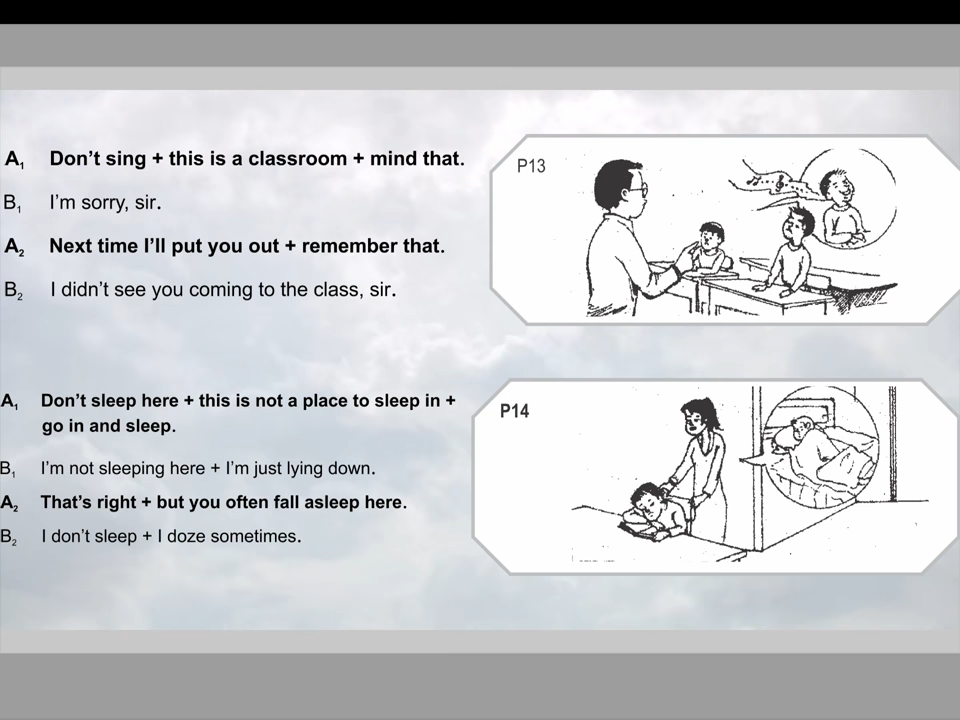 A1 Don't sing + this is a classroom + mind that.
B1 I'm sorry, sir.
A2 Next time I'll put you out + remember that.
B2 I didn't see you coming to the class, sir.
P13
A1 Don't sleep here + this is not a place to sleep in +
go in and sleep.
B1 I'm not sleeping here + I'm just lying down.
A2 That's right + but you often fall asleep here.
B2 I don't sleep + I doze sometimes.
P14